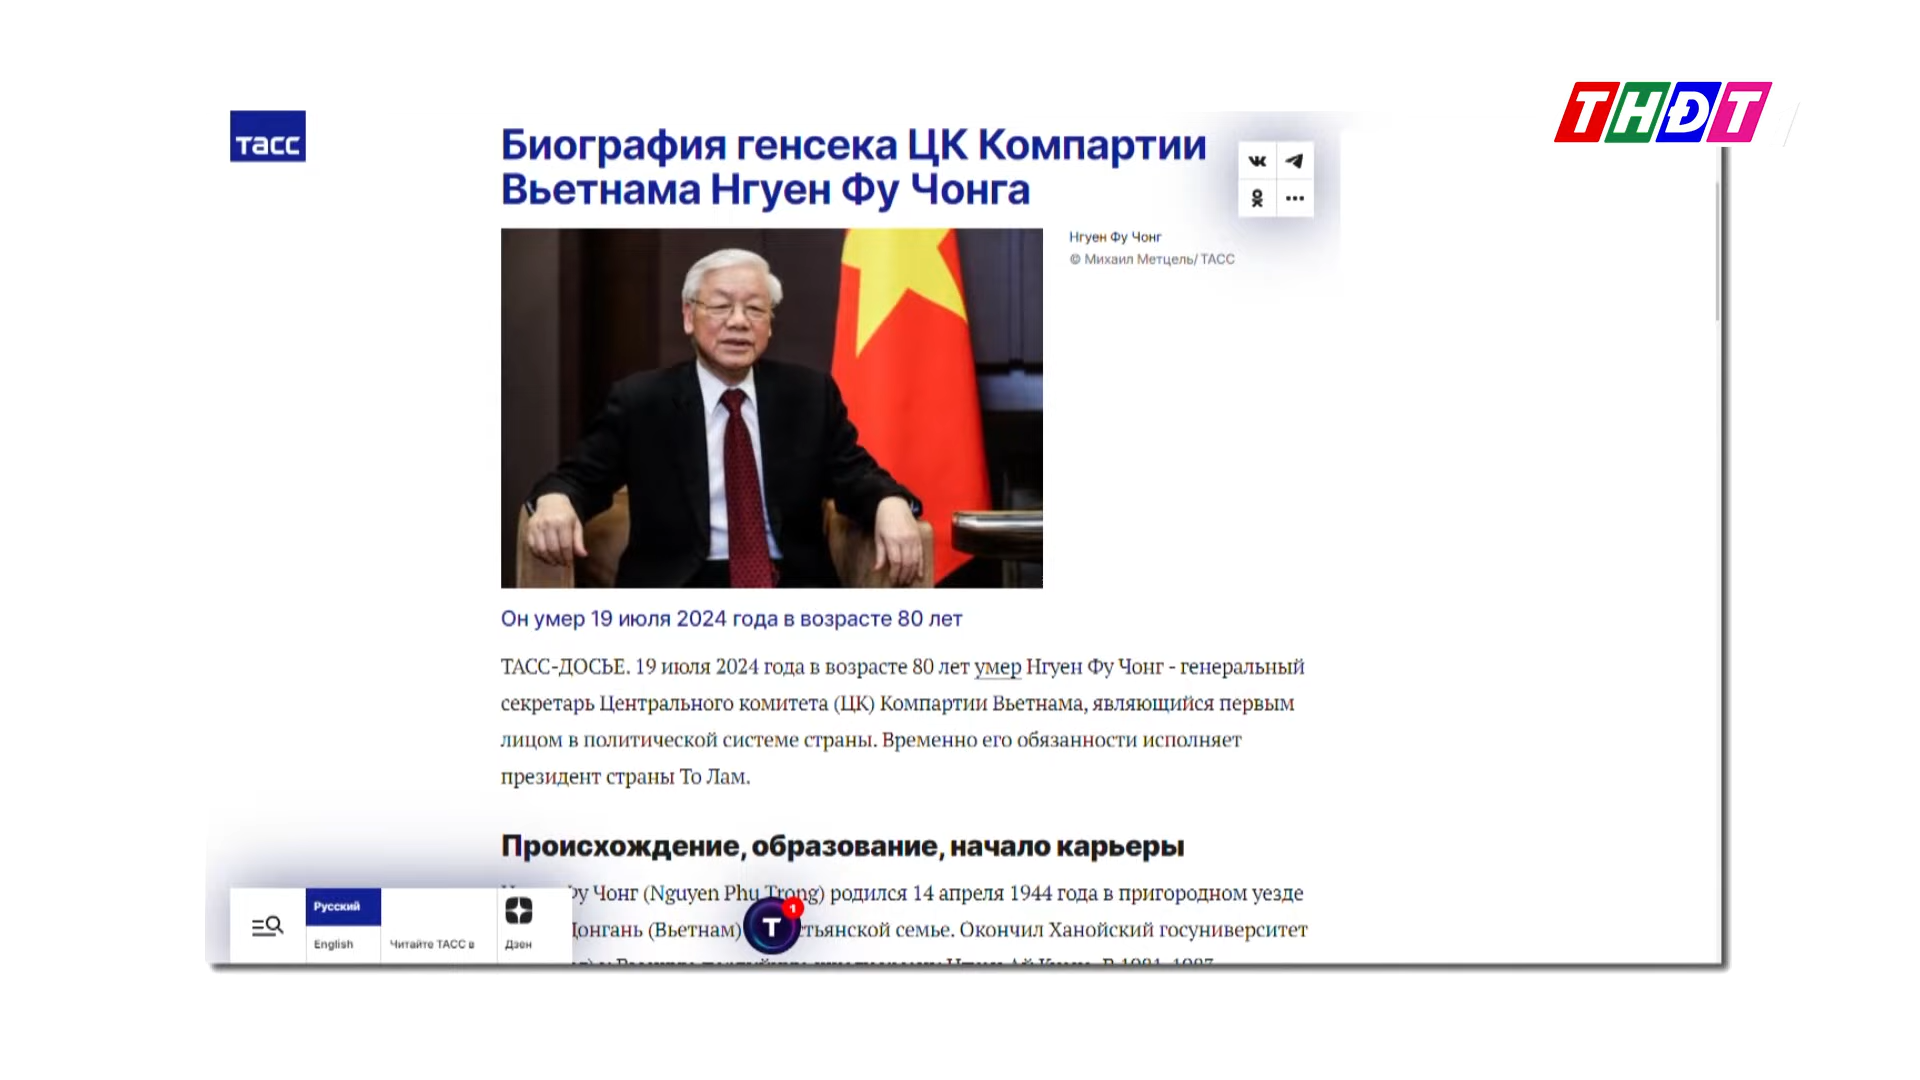 THĐT
ТАСС
Биография генсека ЦК Компартии
Вьетнама Нгуен Фу Чонга
Нгуен Фу Чонг
© Михаил Метцель/ ТАСС
Он умер 19 июля 2024 года в возрасте 80 лет
ТАСС-ДОСЬЕ. 19 июля 2024 года в возрасте 80 лет умер Нгуен Фу Чонг - генеральный
секретарь Центрального комитета (ЦК) Компартии Вьетнама, являющийся первым
лицом в политической системе страны. Временно его обязанности исполняет
президент страны То Лам.
Происхождение, образование, начало карьеры
Фу Чонг (Nguyen Phu Trong) родился 14 апреля 1944 года в пригородном уезде
(Вьетнам) семье. Окончил Ханойский госуниверситет
Русский
English
Читайте ТАСС в
Дзен
T
1